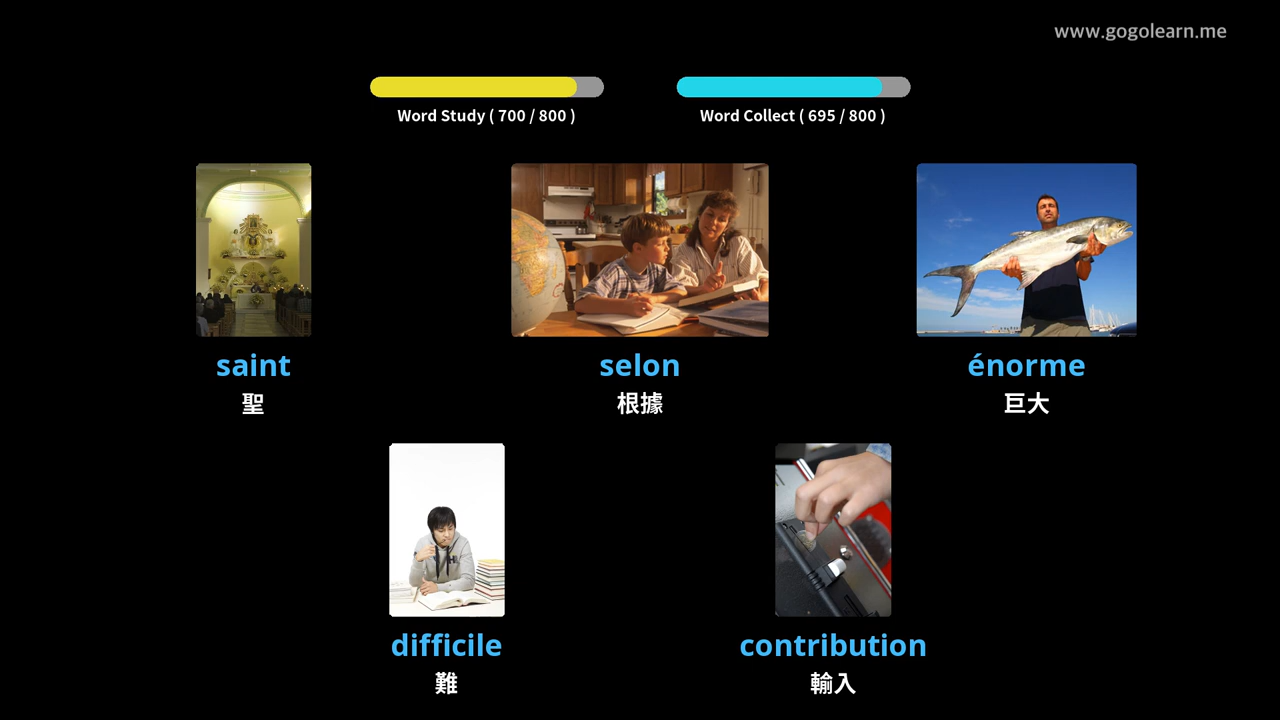 www.gogolearn.me
Word Study ( 700 / 800 )
Word Collect ( 695 / 800 )
saint
聖
selon
根據
énorme
巨大
difficile
難
contribution
輸入